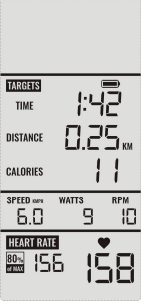 TARGETS
TIME 1:42
DISTANCE 0.25 KM
CALORIES 11
SPEED KMPH WATTS RPM
6.0 9 10
HEART RATE
80% of MAX 156 158